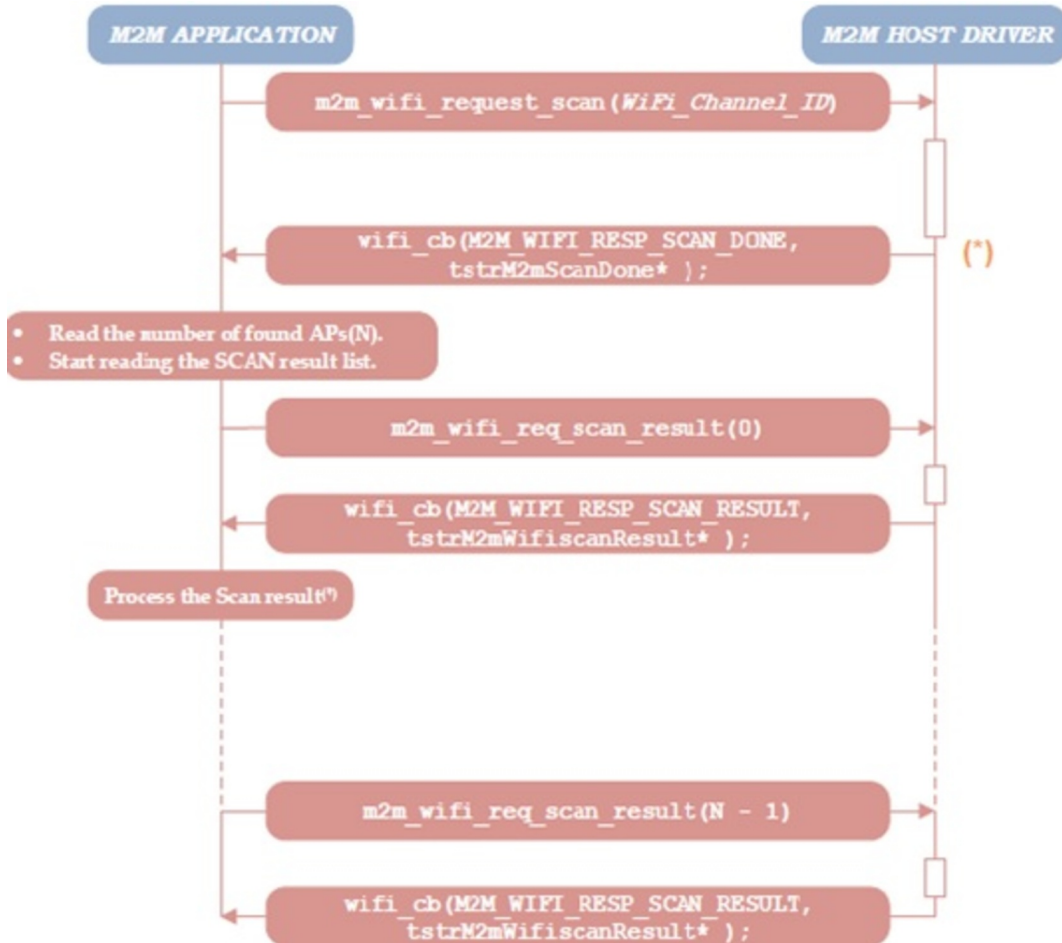 M2M APPLICATION
M2M HOST DRIVER
m2m_wifi_request_scan(WiFi_Channel_ID)
wifi_cb(M2M_WIFI_RESP_SCAN_DONE,
tstrM2mScanDone* );
(*)
• Read the number of found APs(N).
• Start reading the SCAN result list.
m2m_wifi_req_scan_result(0)
wifi_cb(M2M_WIFI_RESP_SCAN_RESULT,
tstrM2mWifiscanResult* );
Process the Scan result(*)
m2m_wifi_req_scan_result(N - 1)
wifi_cb(M2M_WIFI_RESP_SCAN_RESULT,
tstrM2mWifiscanResult* );